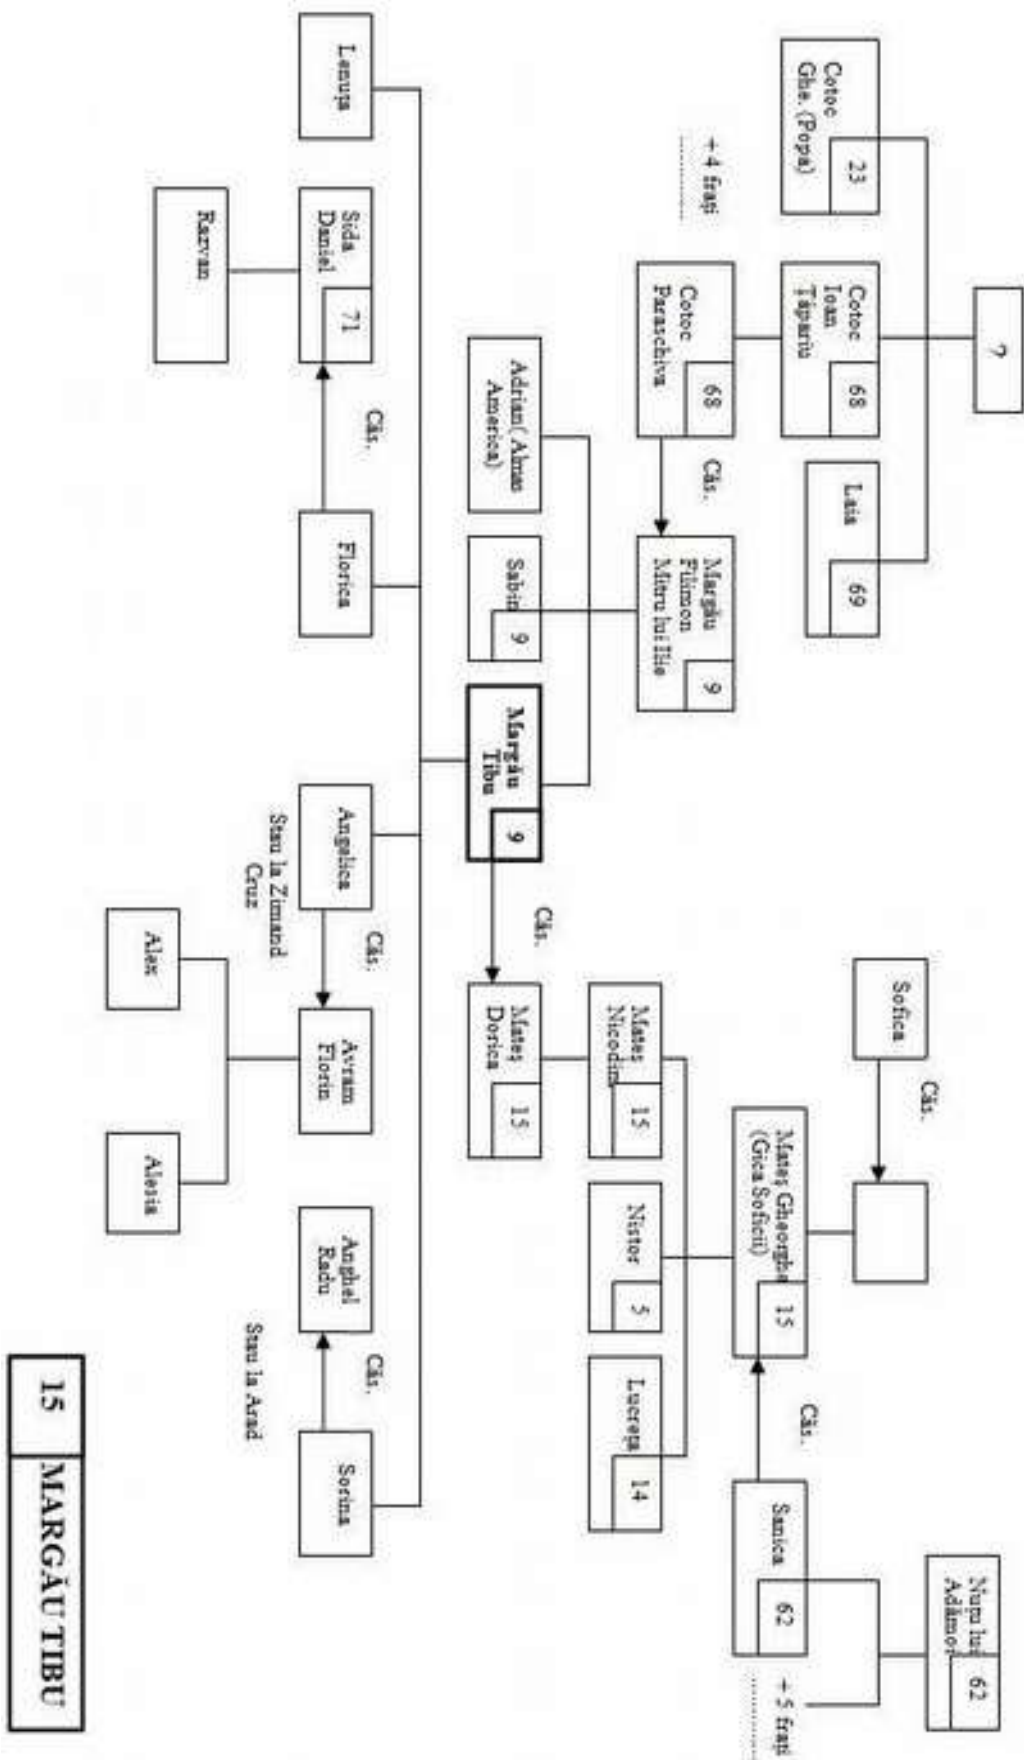 ?
Cotoc
Ghe. (Popa)
23
Cotoc
Ioan
Tăpariu
68
Laia
69
+ 4 frați
Cotoc
Paraschiva
68
Căs.
Margău
Filimon
Mitru lui Ilie
9
Adrian( Almas
America)
Sabin
9
Margău
Tibu
9
Căs.
Sofica
Căs.
Nuțu lui
Adămoi
62
Mateș Gheorghe
(Gica Soficii)
15
Căs.
Sanica
62
+ 5 frați
Mateș
Nicodim
15
Nistor
5
Lucreța
14
Mateș
Dorica
15
Lenuța
Sida
Daniel
71
Căs.
Florica
Angelica
Căs.
Avram
Florin
Stau la Zimand
Cruz
Anghel
Radu
Căs.
Sorina
Stau la Arad
Razvan
Alex
Alesia
15
MARGĂU TIBU